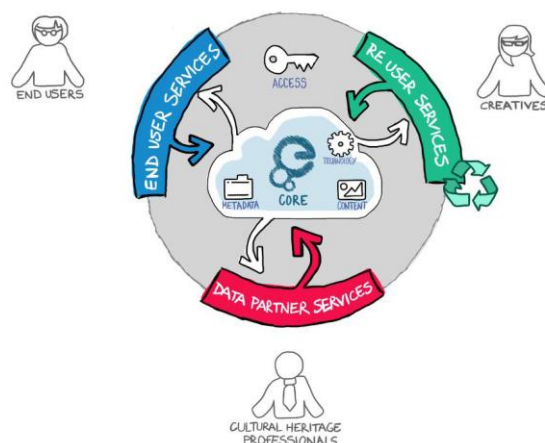 END USERS
END USER SERVICES
ACCESS
RE USER SERVICES
CREATIVES
TECHNOLOGY
METADATA
CORE
CONTENT
DATA PARTNER SERVICES
CULTURAL HERITAGE
PROFESSIONALS